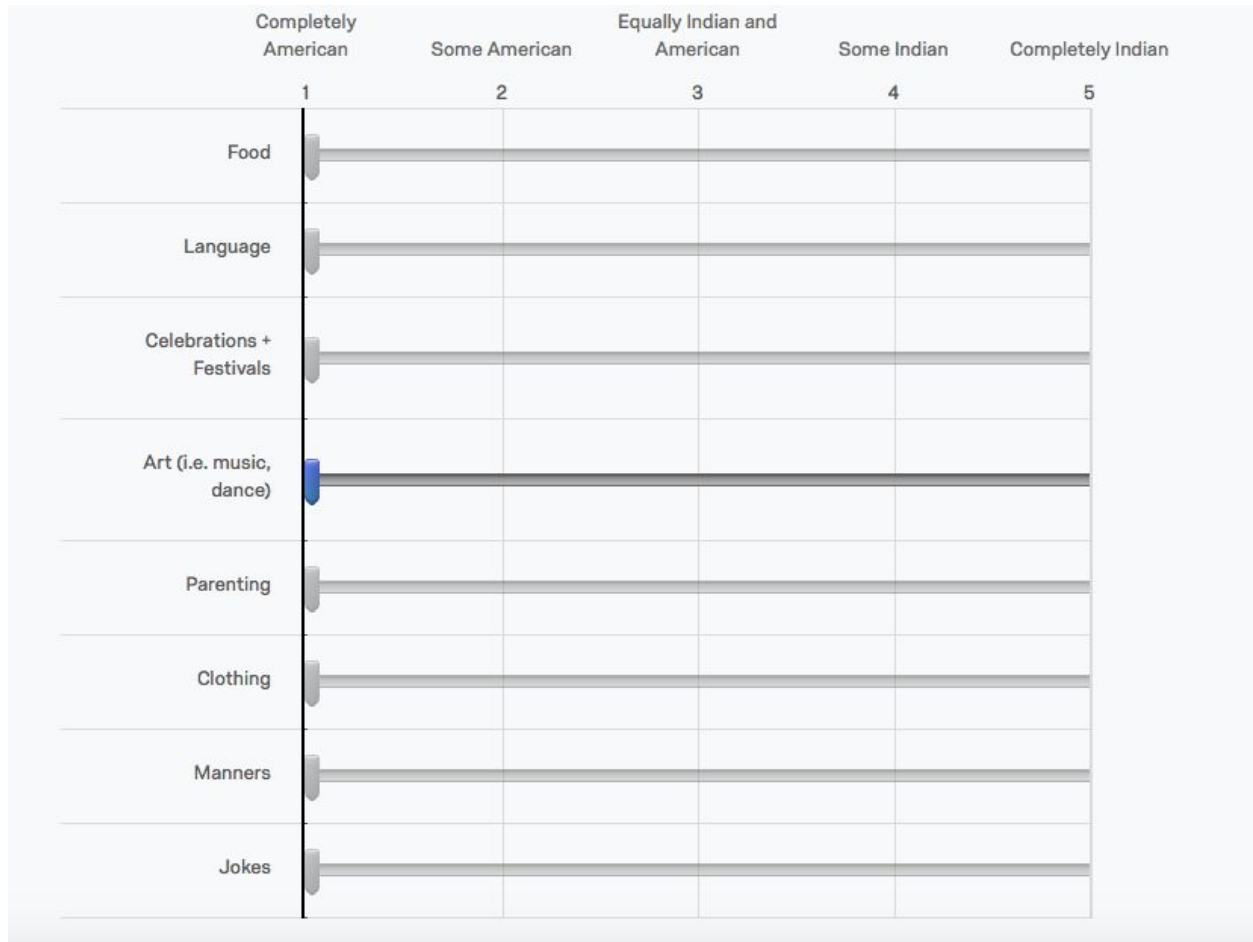 Completely
American
Some American
Equally Indian and
American
Some Indian
Completely Indian
1 2 3 4 5
Food
Language
Celebrations +
Festivals
Art (i.e. music,
dance)
Parenting
Clothing
Manners
Jokes